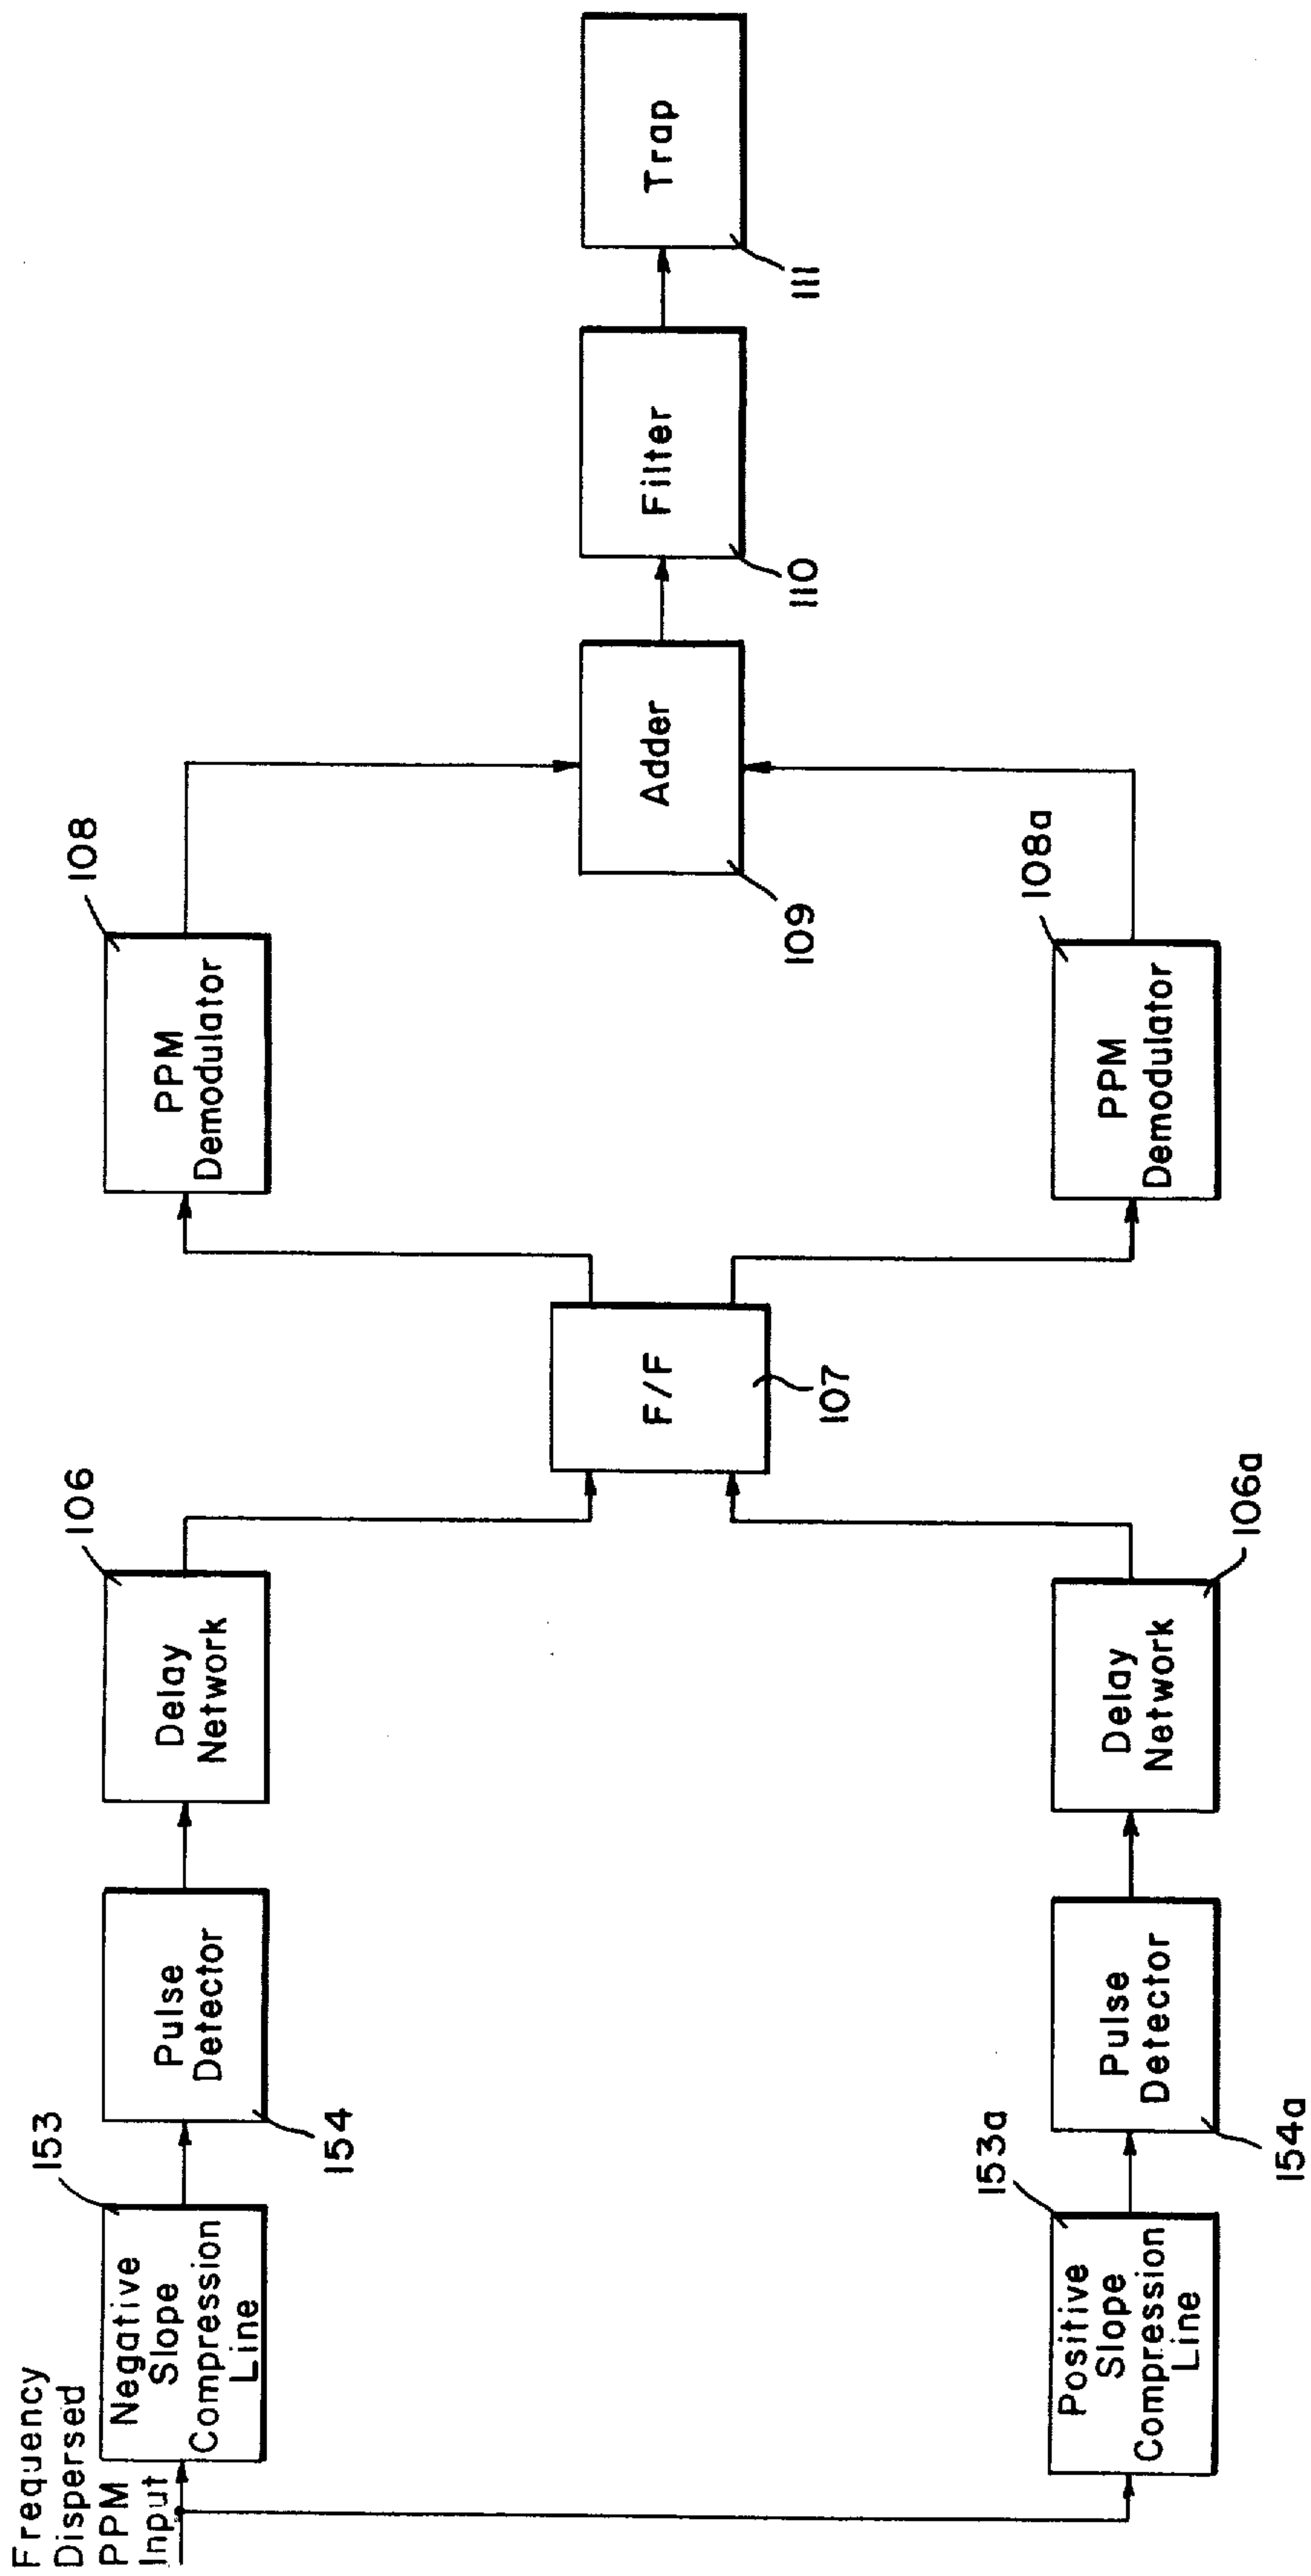 Frequency
Dispersed
PPM
Input
153
Negative
Slope
Compression
Line
154
Pulse
Detector
106
Delay
Network
153a
Positive
Slope
Compression
Line
154a
Pulse
Detector
106a
Delay
Network
F/F
107
108
PPM
Demodulator
108a
PPM
Demodulator
Adder
109
Filter
110
Trap
111